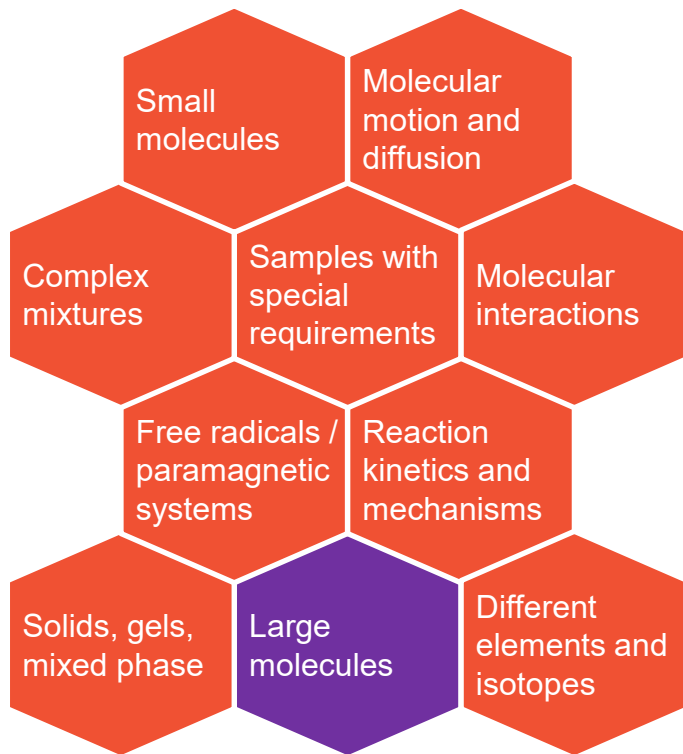 Small
molecules
Molecular
motion and
diffusion
Complex
mixtures
Samples with
special
requirements
Molecular
interactions
Free radicals /
paramagnetic
systems
Reaction
kinetics and
mechanisms
Solids, gels,
mixed phase
Large
molecules
Different
elements and
isotopes